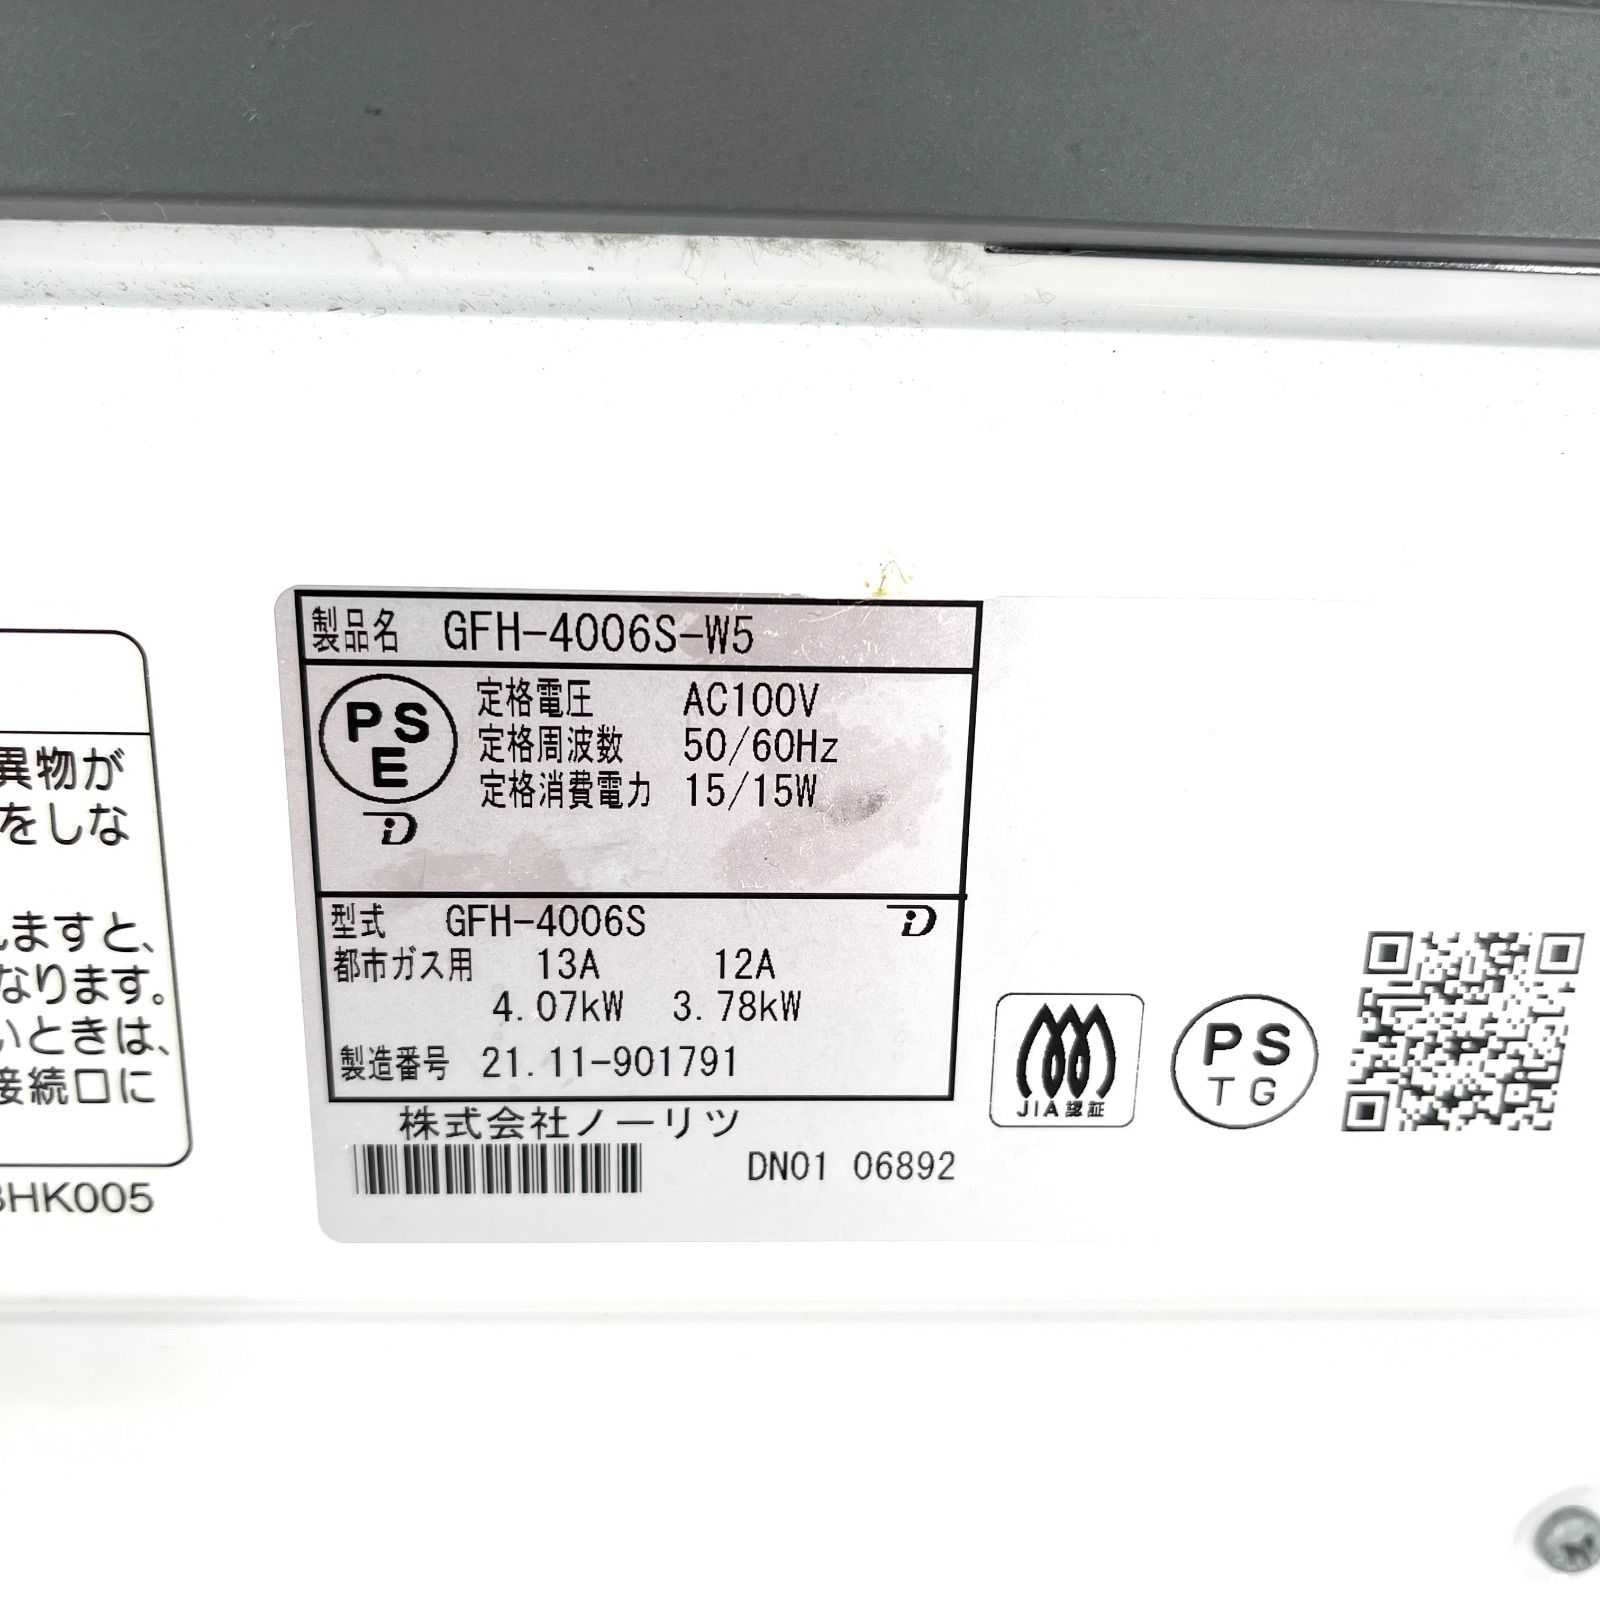 異物が
をしな
れますと、
なります。
いときは、
接続口に
BHK005
製品名 GFH-4006S-W5
PS
E
定格電圧 AC100V
定格周波数 50/60Hz
定格消費電力 15/15W
型式 GFH-4006S
都市ガス用 13A 12A
4.07kW 3.78kW
製造番号 21.11-901791
株式会社ノーリツ
DN01 06892
JIA認証
PS
TG